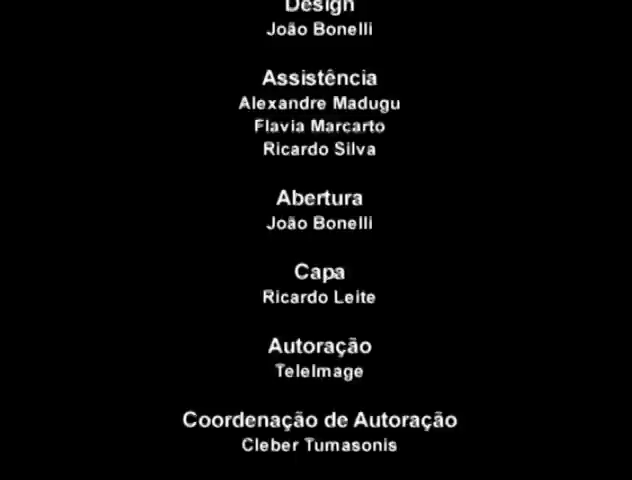 Design
João Bonelli
Assistência
Alexandre Madugu
Flavia Marcarto
Ricardo Silva
Abertura
João Bonelli
Capa
Ricardo Leite
Autoração
TeleImage
Coordenação de Autoração
Cleber Tumasonis